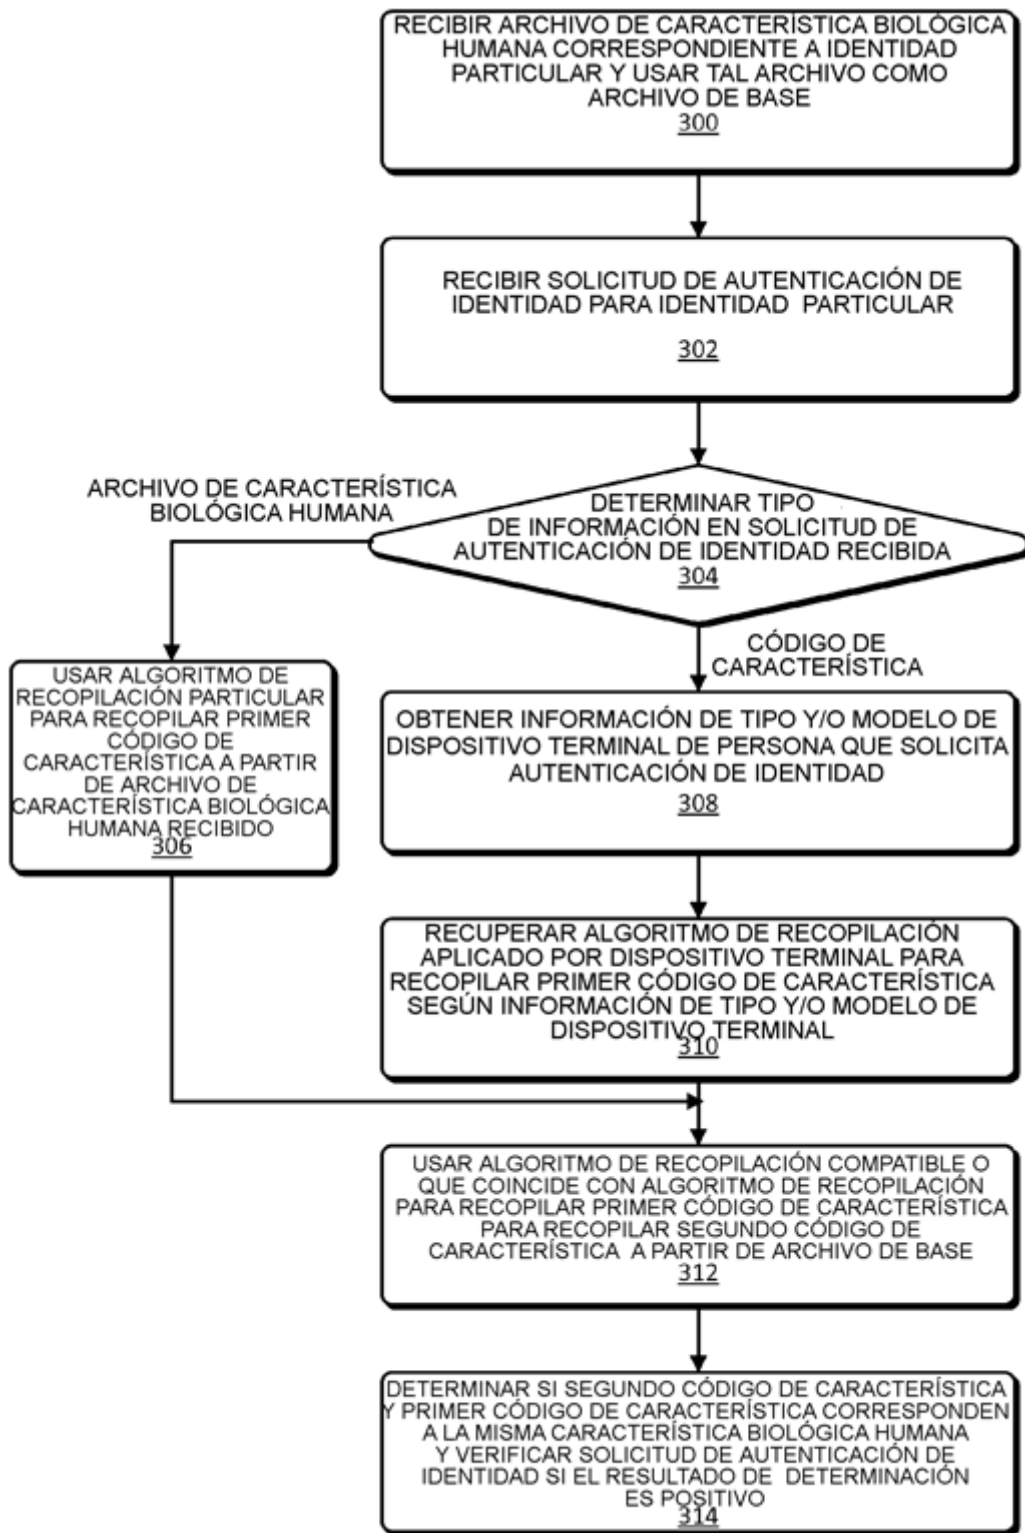 RECIBIR ARCHIVO DE CARACTERÍSTICA BIOLÓGICA
HUMANA CORRESPONDIENTE A IDENTIDAD
PARTICULAR Y USAR TAL ARCHIVO COMO
ARCHIVO DE BASE
300
RECIBIR SOLICITUD DE AUTENTICACIÓN DE
IDENTIDAD PARA IDENTIDAD PARTICULAR
302
DETERMINAR TIPO
DE INFORMACIÓN EN SOLICITUD DE
AUTENTICACIÓN DE IDENTIDAD RECIBIDA
304
ARCHIVO DE CARACTERÍSTICA
BIOLÓGICA HUMANA
USAR ALGORITMO DE
RECOPILACIÓN PARTICULAR
PARA RECOPILAR PRIMER
CÓDIGO DE
CARACTERÍSTICA A PARTIR
DE ARCHIVO DE
CARACTERÍSTICA BIOLÓGICA
HUMANA RECIBIDO
306
CÓDIGO DE
CARACTERÍSTICA
OBTENER INFORMACIÓN DE TIPO Y/O MODELO DE
DISPOSITIVO TERMINAL DE PERSONA QUE SOLICITA
AUTENTICACIÓN DE IDENTIDAD
308
RECUPERAR ALGORITMO DE RECOPILACIÓN
APLICADO POR DISPOSITIVO TERMINAL PARA
RECOPILAR PRIMER CÓDIGO DE CARACTERÍSTICA
SEGÚN INFORMACIÓN DE TIPO Y/O MODELO DE
DISPOSITIVO TERMINAL
310
USAR ALGORITMO DE RECOPILACIÓN COMPATIBLE O
QUE COINCIDE CON ALGORITMO DE RECOPILACIÓN
PARA RECOPILAR PRIMER CÓDIGO DE CARACTERÍSTICA
PARA RECOPILAR SEGUNDO CÓDIGO DE
CARACTERÍSTICA A PARTIR DE ARCHIVO DE BASE
312
DETERMINAR SI SEGUNDO CÓDIGO DE CARACTERÍSTICA
Y PRIMER CÓDIGO DE CARACTERÍSTICA CORRESPONDEN
A LA MISMA CARACTERÍSTICA BIOLÓGICA HUMANA
Y VERIFICAR SOLICITUD DE AUTENTICACIÓN DE
IDENTIDAD SI EL RESULTADO DE DETERMINACIÓN
ES POSITIVO
314